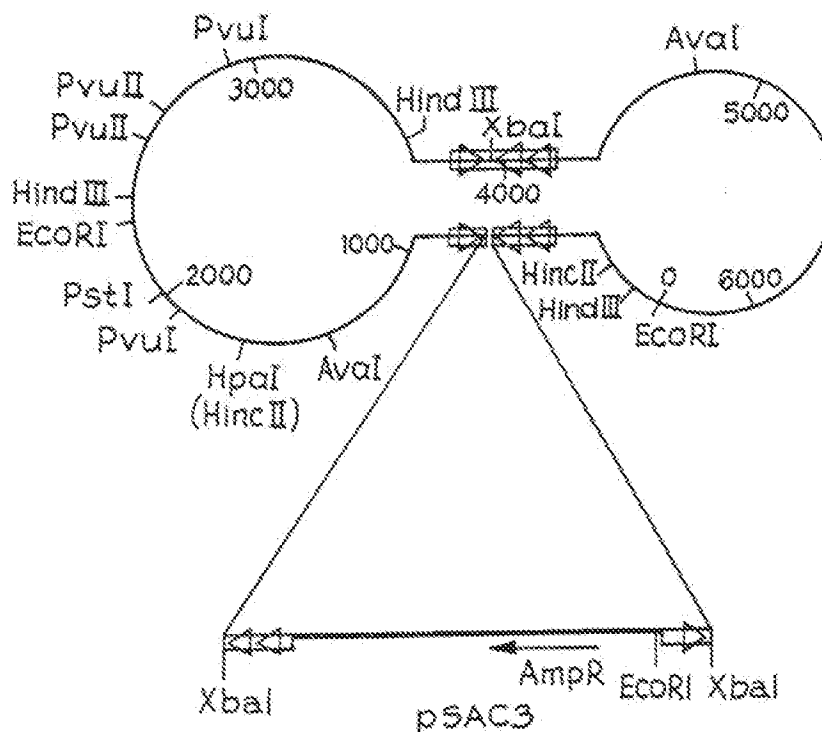 PvuI
AvaI
3000
5000
PvuII
HindIII
PvuII
XbaI
4000
HindIII
EcoRI
1000
HincII
2000
0
6000
PstI
HindIII
PvuI
EcoRI
HpaI
AvaI
(HincII)
AmpR
XbaI
EcoRI XbaI
pSAC3